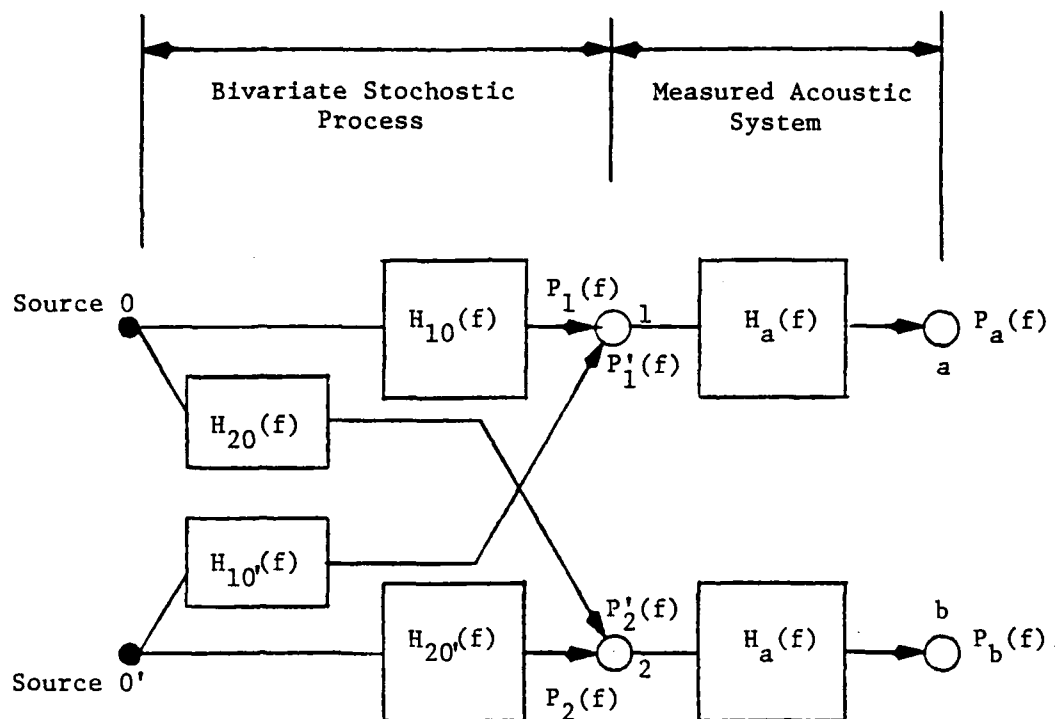 Bivariate Stochostic
Process
Measured Acoustic
System
Source 0
H10(f)
P1(f)
1
P'1(f)
Ha(f)
Pa(f)
a
H20(f)
H10'(f)
Source 0'
H20'(f)
P'2(f)
2
P2(f)
Ha(f)
b
Pb(f)